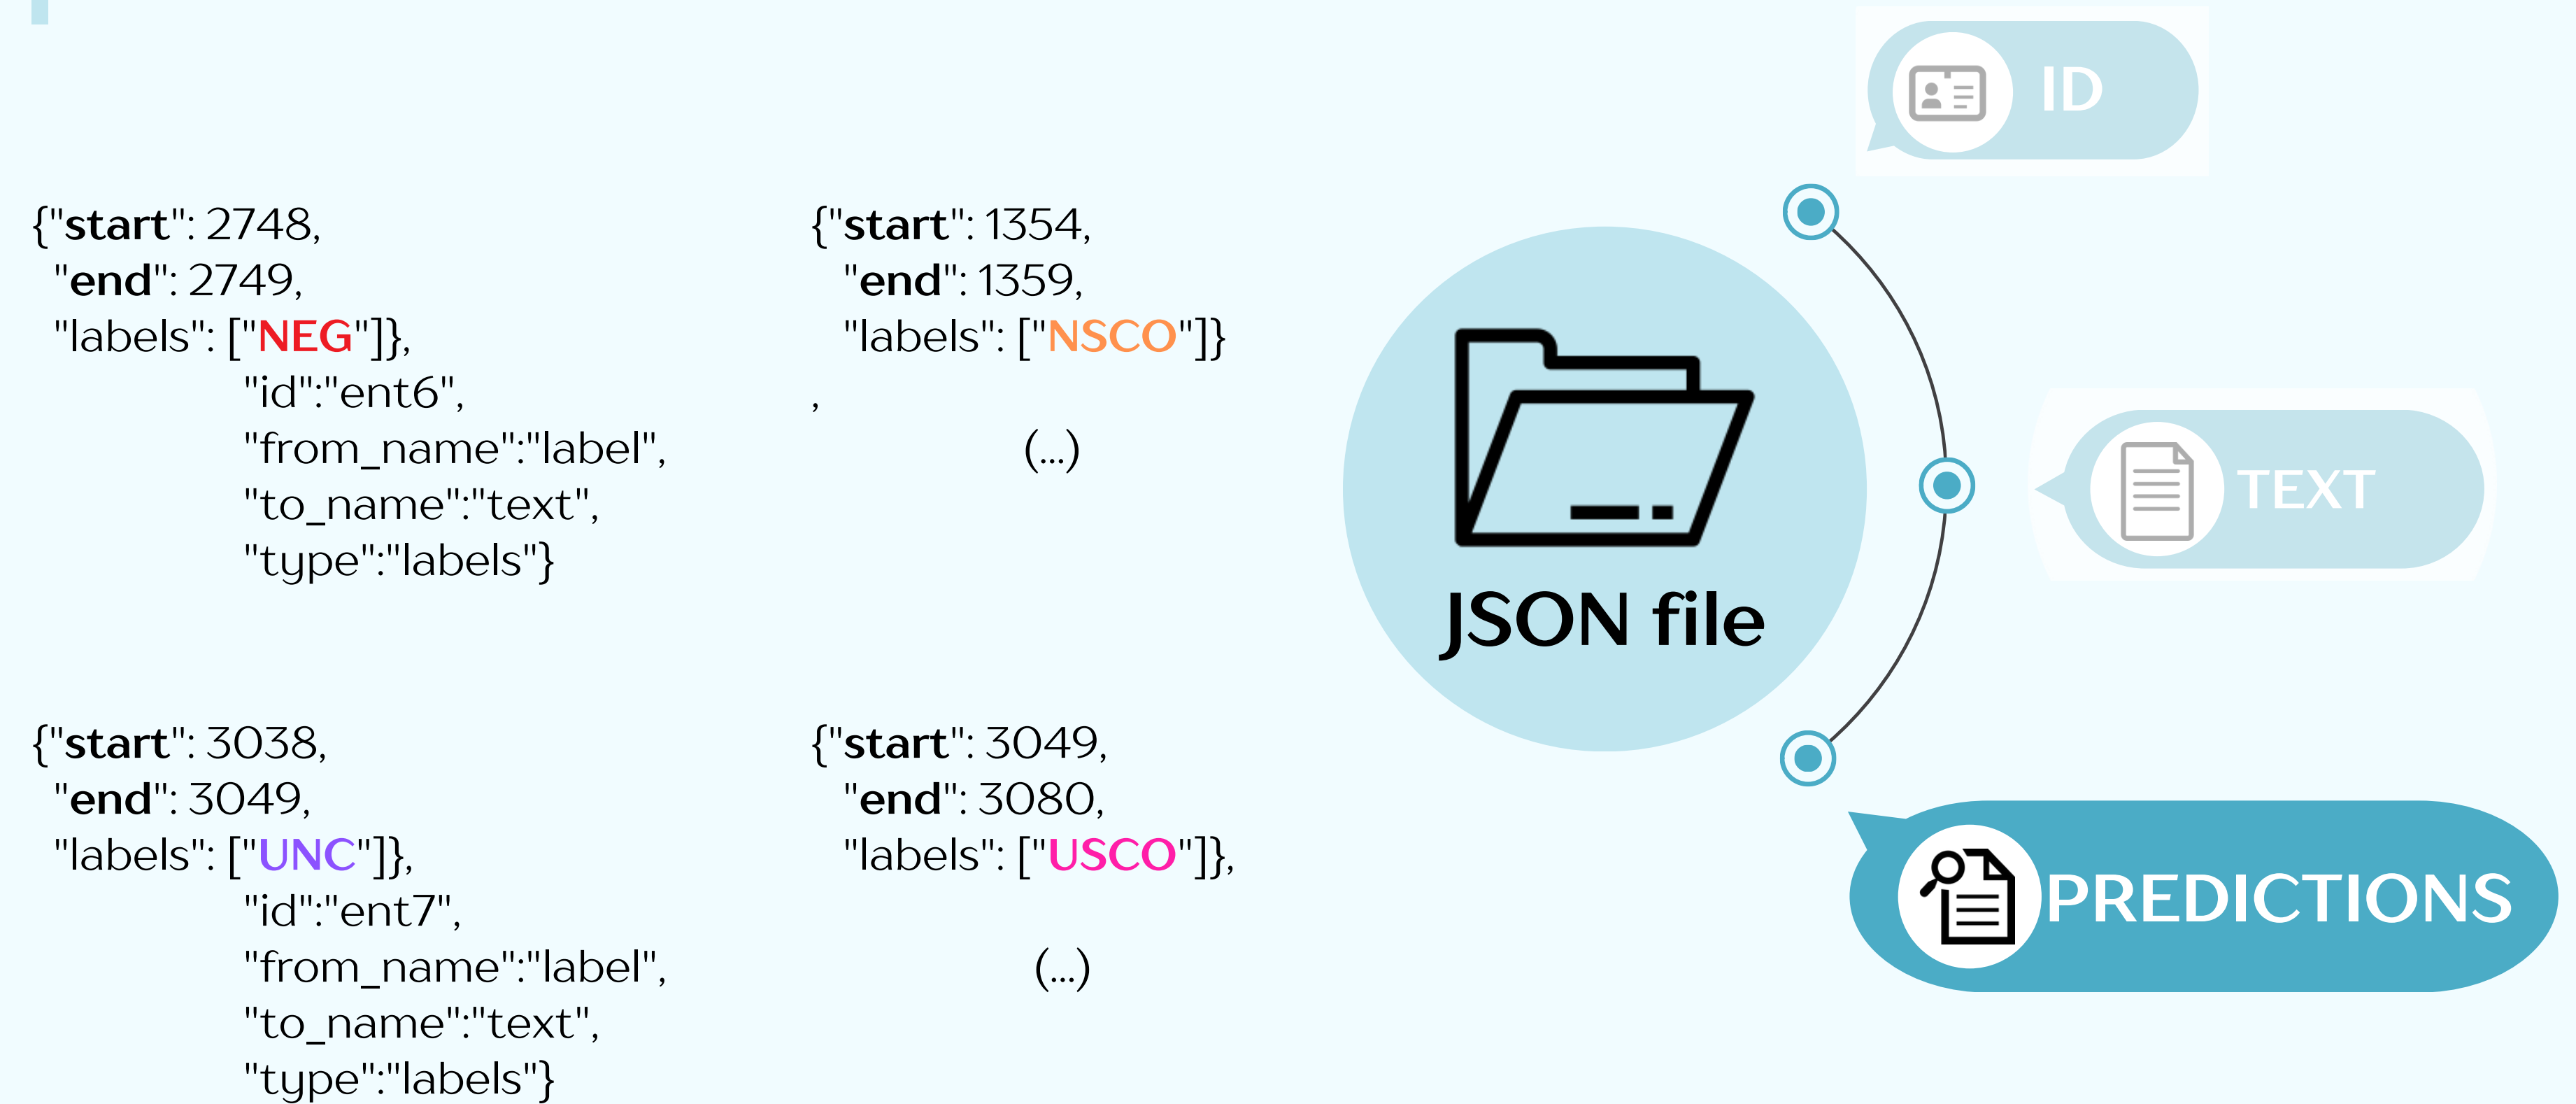 {"start": 2748,
"end": 2749,
"labels": ["NEG"]},
"id":"ent6",
"from_name":"label",
"to_name":"text",
"type":"labels"}
{"start": 1354,
"end": 1359,
"labels": ["NSCO"]}
,
(...)
{"start": 3038,
"end": 3049,
"labels": ["UNC"]},
"id":"ent7",
"from_name":"label",
"to_name":"text",
"type":"labels"}
{"start": 3049,
"end": 3080,
"labels": ["USCO"]},
(...)
JSON file
ID
TEXT
PREDICTIONS